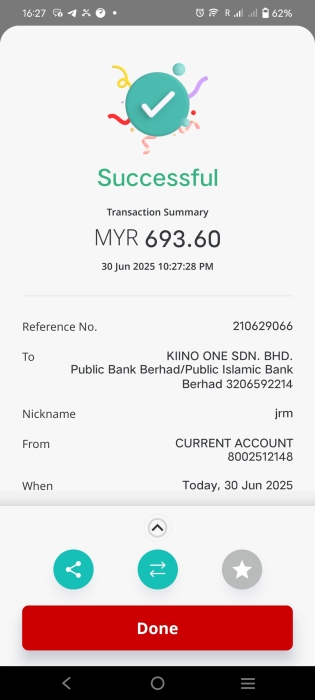 16:27
R
62%
Successful
Transaction Summary
MYR 693.60
30 Jun 2025 10:27:28 PM
Reference No. 210629066
To KIINO ONE SDN. BHD.
Public Bank Berhad/Public Islamic Bank
Berhad 3206592214
Nickname jrm
From CURRENT ACCOUNT
8002512148
When Today, 30 Jun 2025
Done